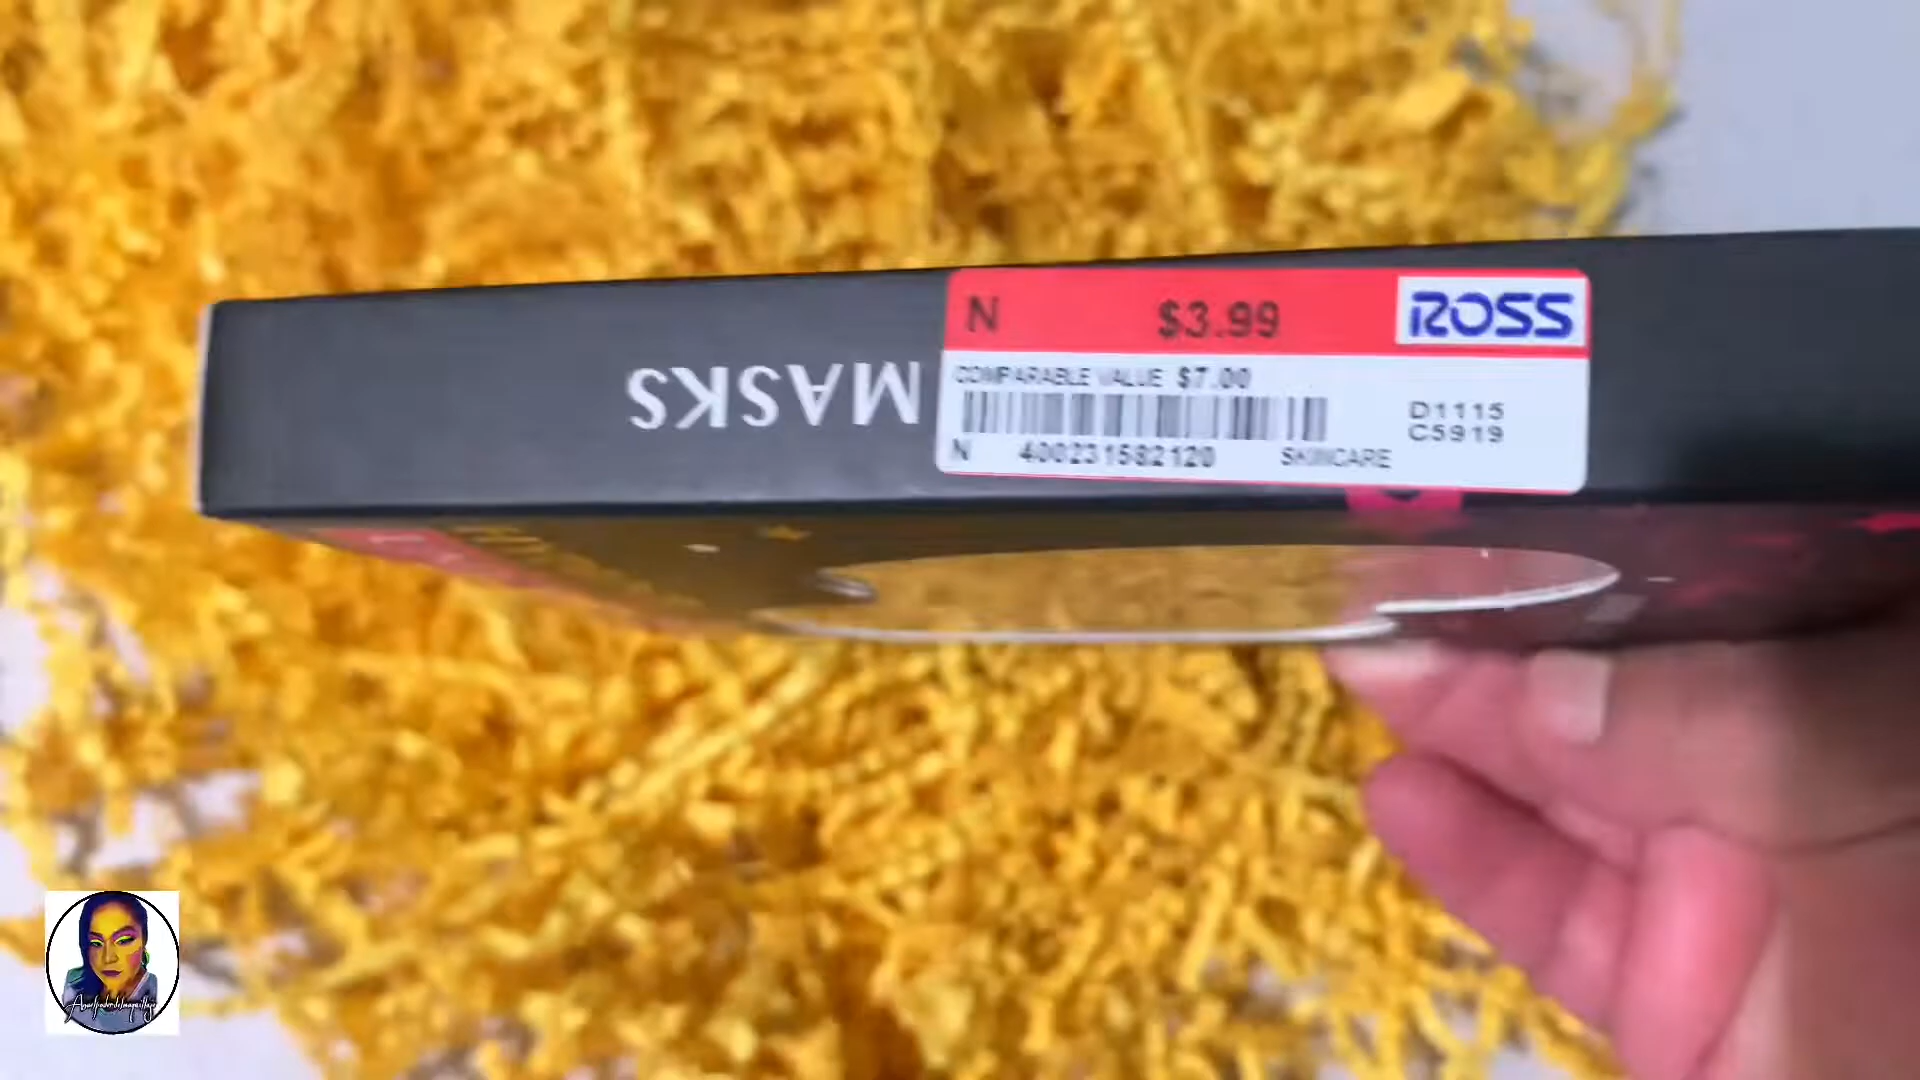 N $3.99 ROSS
COMPARABLE VALUE $7.00
D1115
C5919
N 400231582120 SKINCARE
MASKS